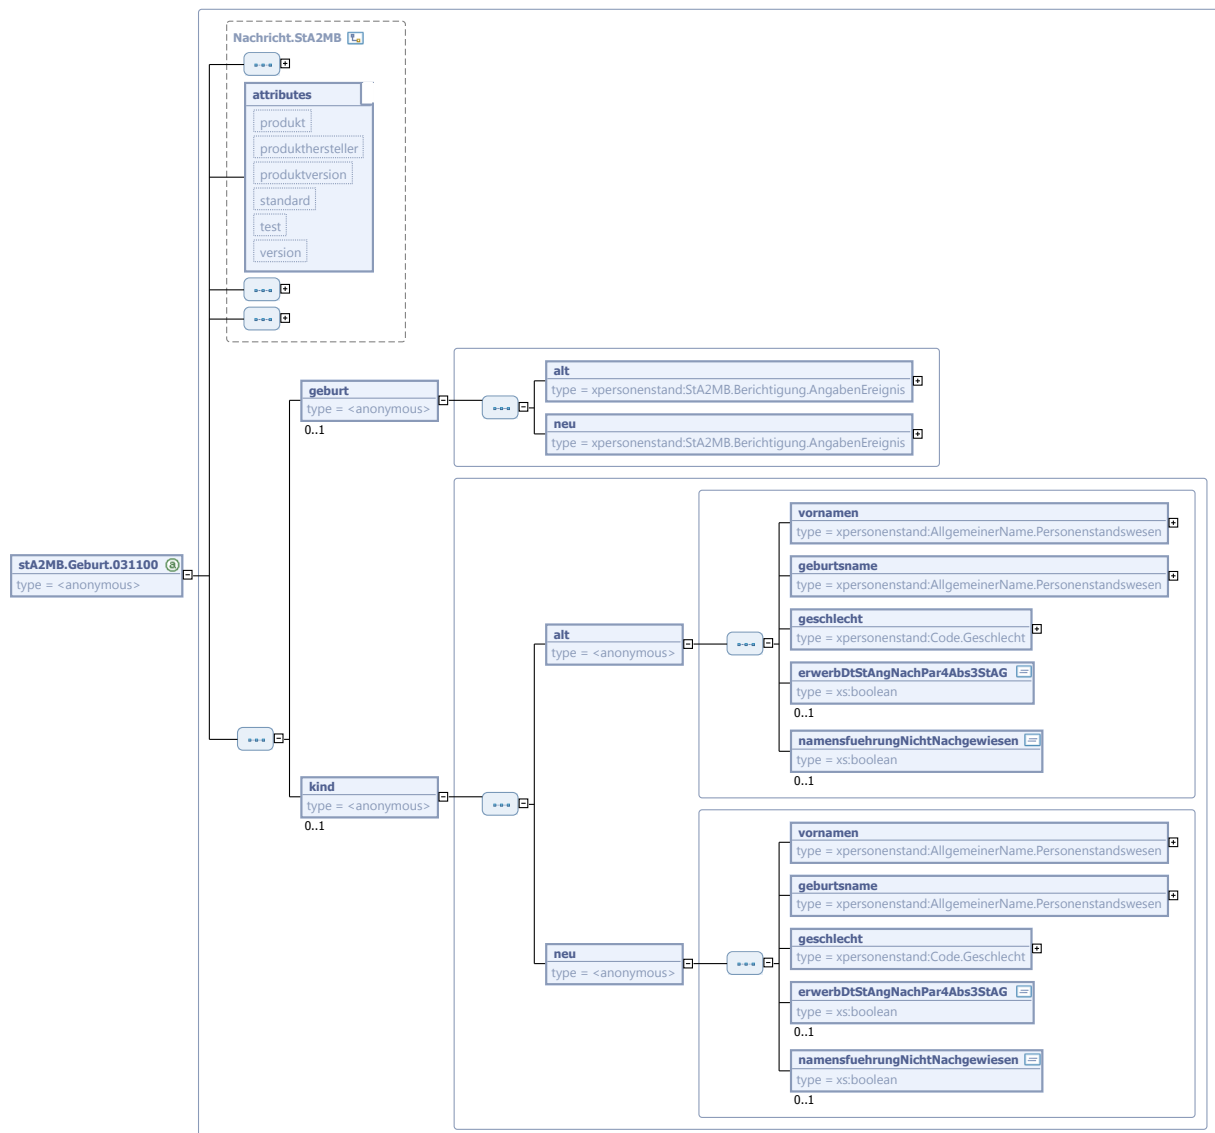 Nachricht.StA2MB
attributes
produkt
produkthersteller
produktversion
standard
test
version
geburt
type = <anonymous>
0..1
alt
type = xpersonenstand:StA2MB.Berichtigung.AngabenEreignis
neu
type = xpersonenstand:StA2MB.Berichtigung.AngabenEreignis
stA2MB.Geburt.031100 a
type = <anonymous>
kind
type = <anonymous>
0..1
alt
type = <anonymous>
vornamen
type = xpersonenstand:AllgemeinerName.Personenstandswesen
geburtsname
type = xpersonenstand:AllgemeinerName.Personenstandswesen
geschlecht
type = xpersonenstand:Code.Geschlecht
erwerbDtStAngNachPar4Abs3StAG
type = xs:boolean
0..1
namensfuehrungNichtNachgewiesen
type = xs:boolean
0..1
neu
type = <anonymous>
vornamen
type = xpersonenstand:AllgemeinerName.Personenstandswesen
geburtsname
type = xpersonenstand:AllgemeinerName.Personenstandswesen
geschlecht
type = xpersonenstand:Code.Geschlecht
erwerbDtStAngNachPar4Abs3StAG
type = xs:boolean
0..1
namensfuehrungNichtNachgewiesen
type = xs:boolean
0..1